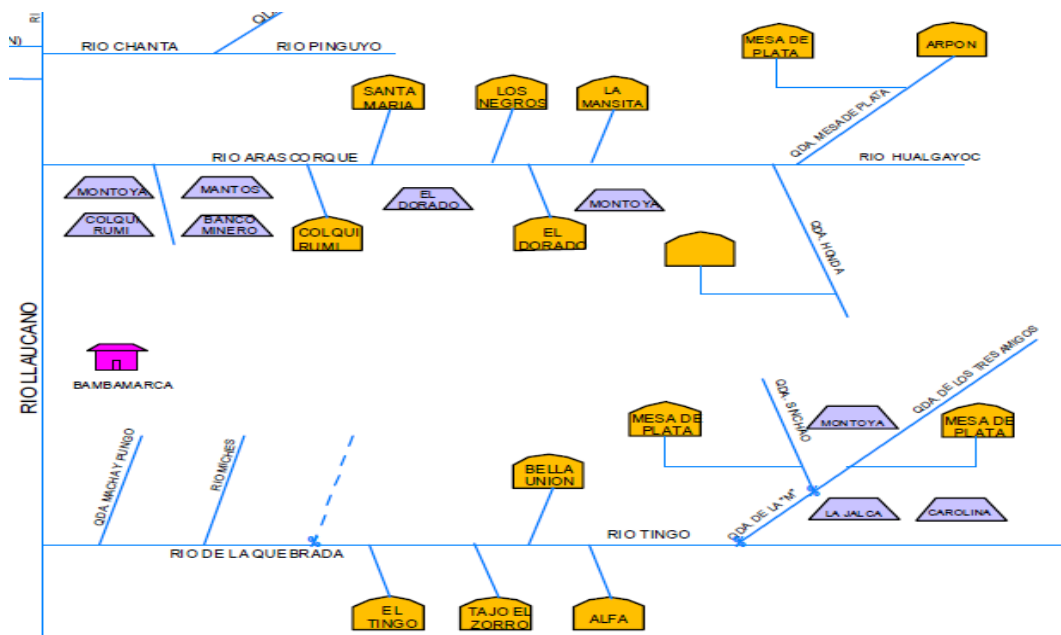 RI
N)
RIO CHANTA
RIO PINGUYO
MESA DE
PLATA
ARPON
SANTA
MARIA
LOS
NEGROS
LA
MANSITA
QDA. MESA DE PLATA
RIO ARASCORQUE
RIO HUALGAYOC
MONTOYA
MANTOS
EL
DORADO
MONTOYA
COLQUI
RUMI
BANCO
MINERO
COLQUI
RUMI
EL
DORADO
QDA. HONDA
RIO LLAUCANO
BAMBAMARCA
QDA. DE LOS TRES AMIGOS
QDA. SINCHAO
MESA DE
PLATA
MONTOYA
MESA DE
PLATA
QDA. MACHAY PUNGO
RIO MICHES
BELLA
UNION
QDA. DE LA "M"
LA JALCA
CAROLINA
RIO TINGO
RIO DE LA QUEBRADA
EL
TINGO
TAJO EL
ZORRO
ALFA